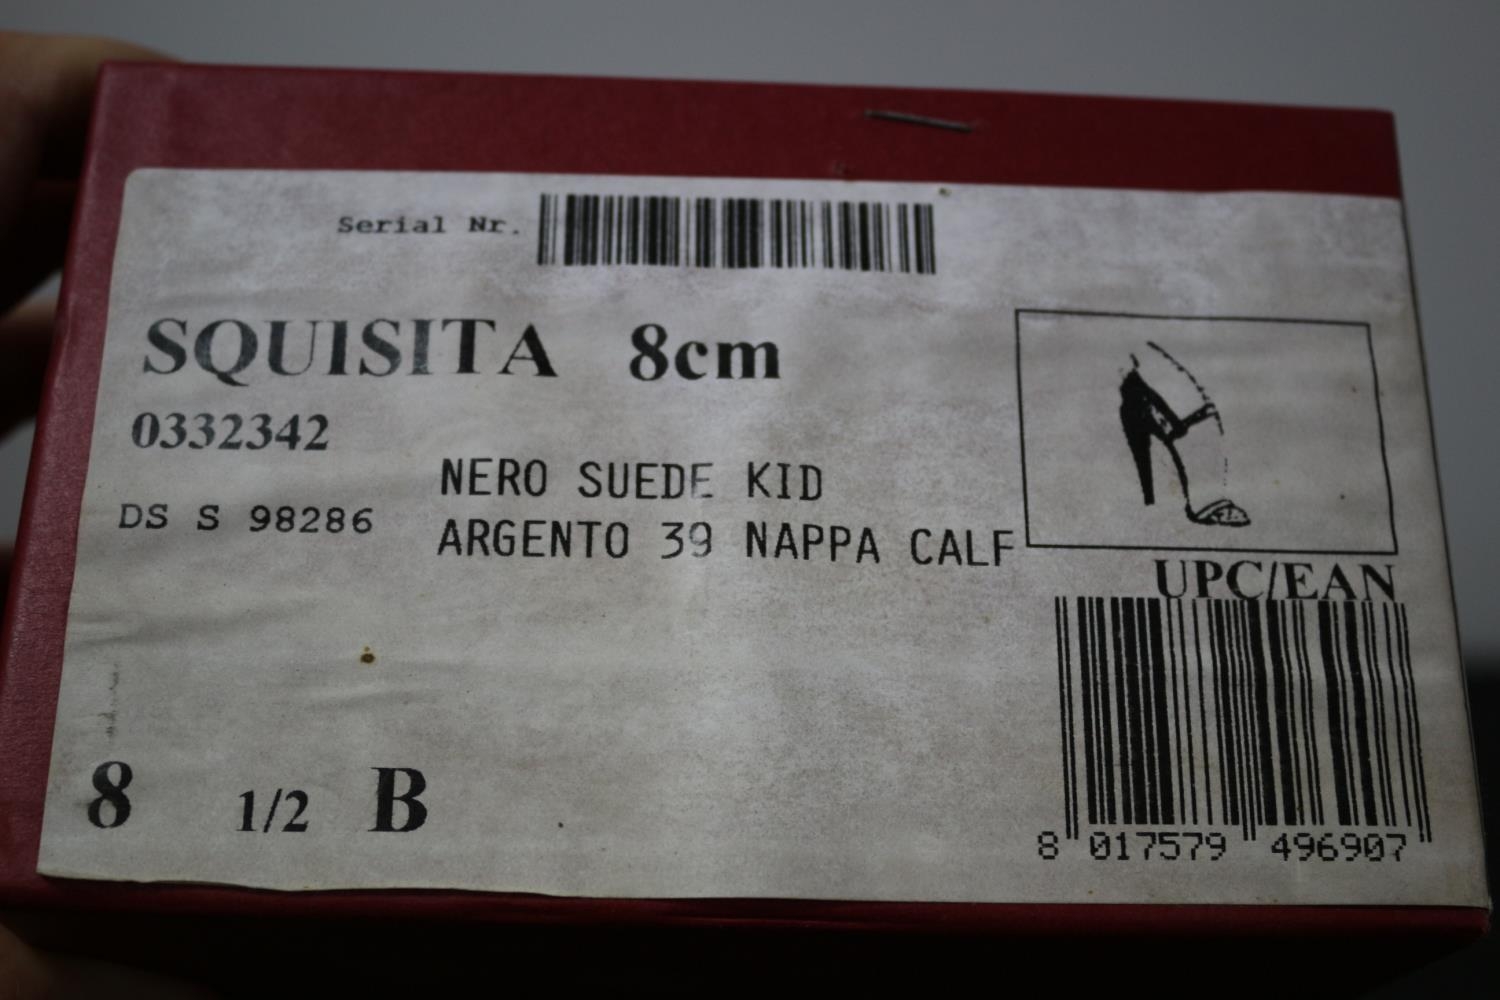 Serial Nr.
SQUISITA 8cm
0332342
NERO SUEDE KID
DS S 98286
ARGENTO 39 NAPPA CALF
UPC/EAN
8 1/2 B
8 017579 496907